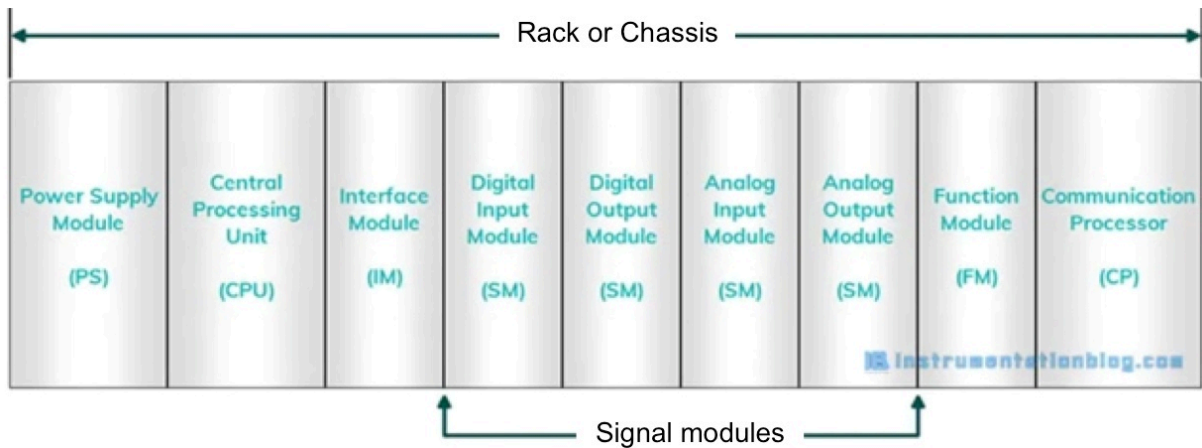 Rack or Chassis
Power Supply
Module
(PS)
Central
Processing
Unit
(CPU)
Interface
Module
(IM)
Digital
Input
Module
(SM)
Digital
Output
Module
(SM)
Analog
Input
Module
(SM)
Analog
Output
Module
(SM)
Function
Module
(FM)
Communication
Processor
(CP)
instrumentationblog.com
Signal modules